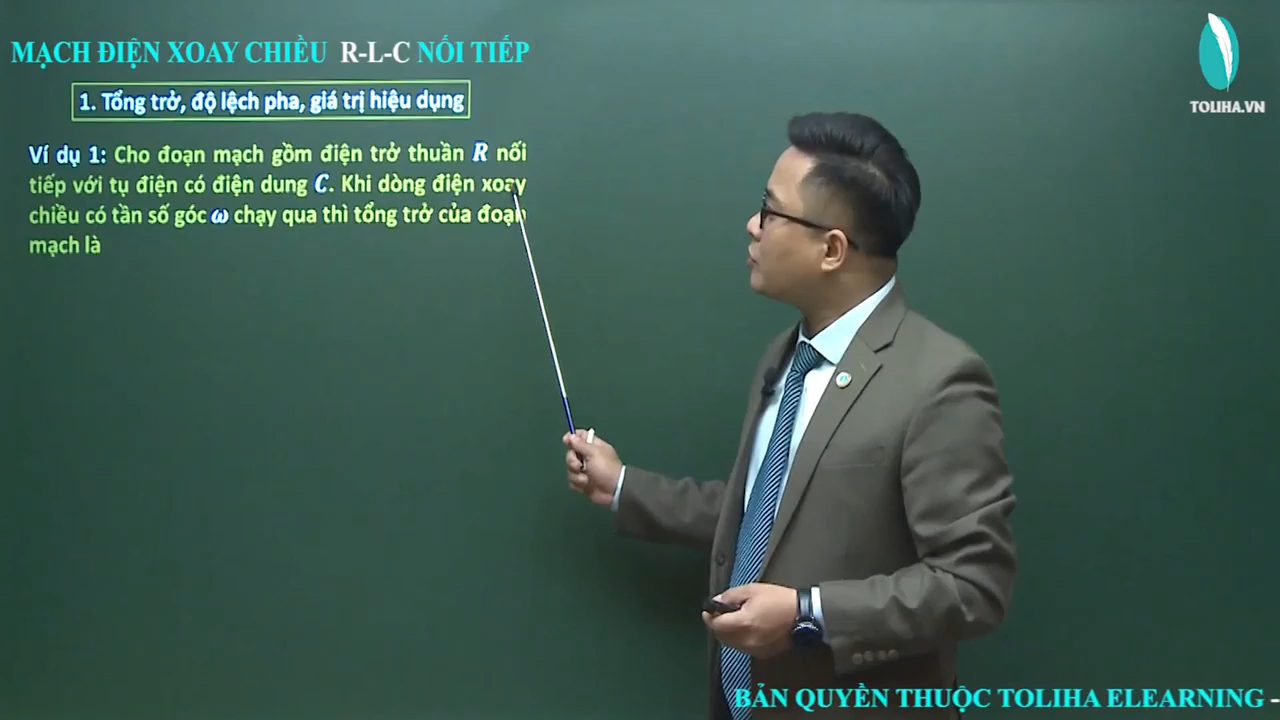 MẠCH ĐIỆN XOAY CHIỀU R-L-C NỐI TIẾP
1. Tổng trở, độ lệch pha, giá trị hiệu dụng
Ví dụ 1: Cho đoạn mạch gồm điện trở thuần R nối
tiếp với tụ điện có điện dung C. Khi dòng điện xoay
chiều có tần số góc ω chạy qua thì tổng trở của đoạn
mạch là
TOLIHA.VN
BẢN QUYỀN THUỘC TOLIHA ELEARNING -